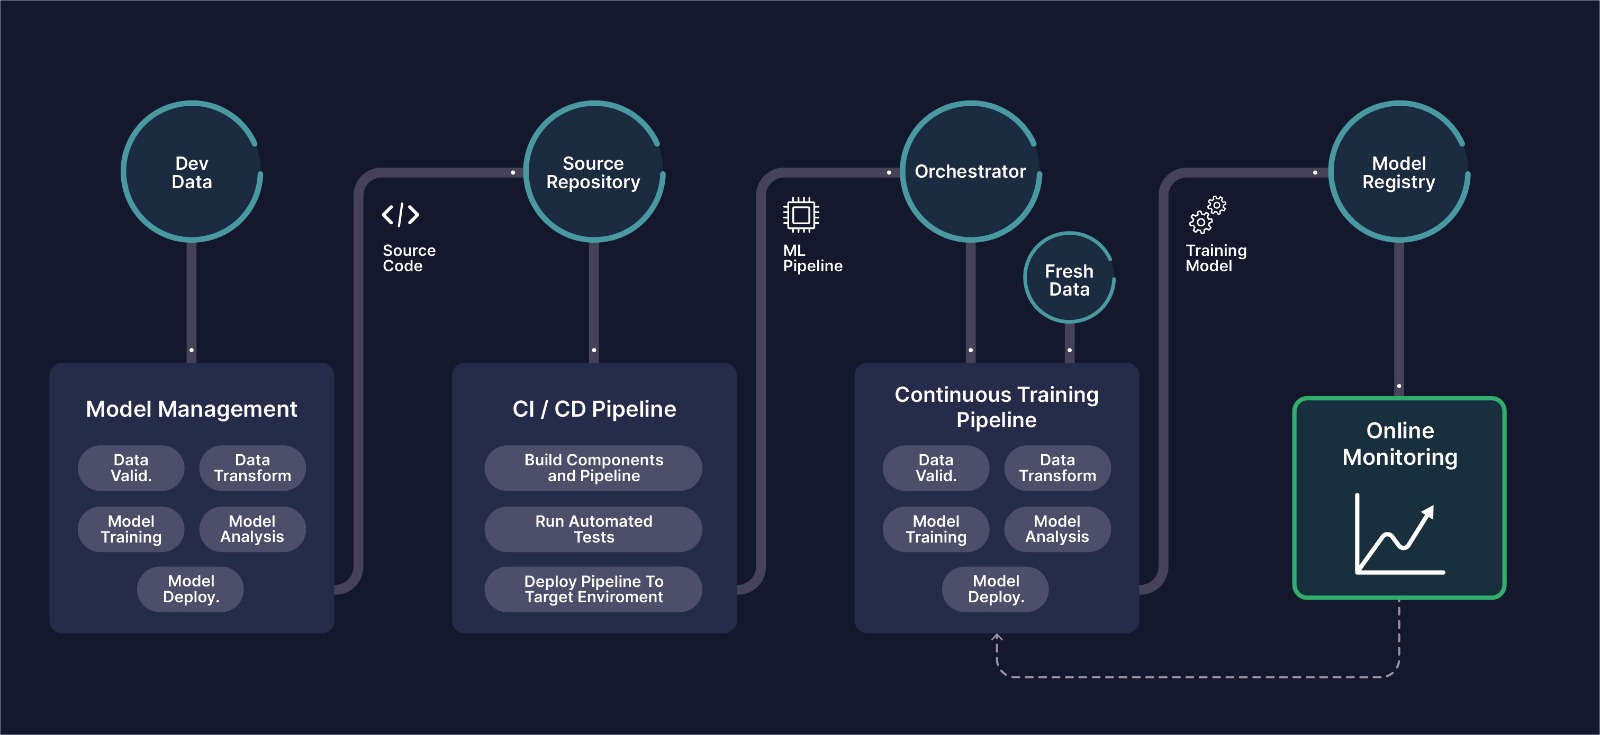 Dev
Data
Source
Repository
Orchestrator
Model
Registry
Source
Code
ML
Pipeline
Fresh
Data
Training
Model
Model Management
Data
Valid.
Data
Transform
Model
Training
Model
Analysis
Model
Deploy.
CI / CD Pipeline
Build Components
and Pipeline
Run Automated
Tests
Deploy Pipeline To
Target Enviroment
Continuous Training
Pipeline
Data
Valid.
Data
Transform
Model
Training
Model
Analysis
Model
Deploy.
Online
Monitoring